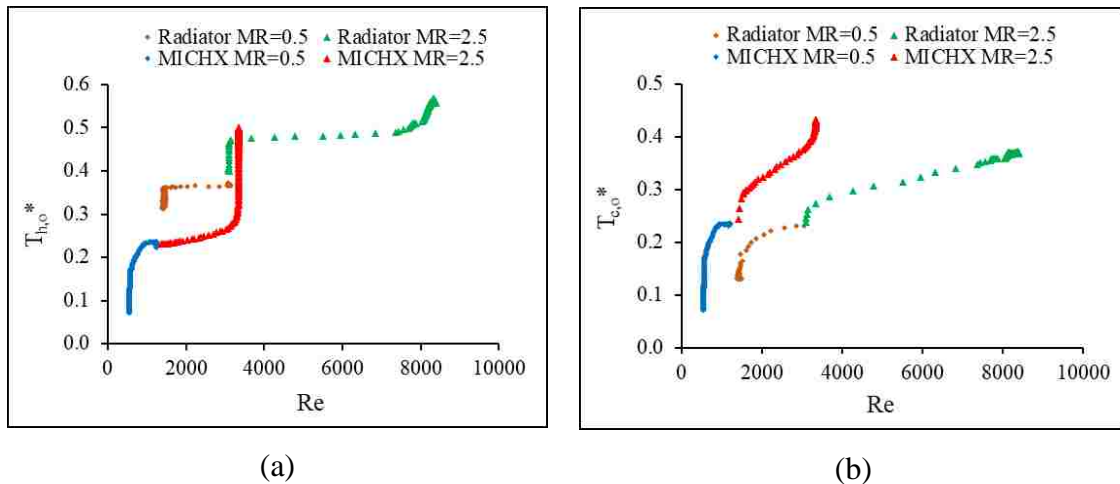 Radiator MR=0.5 Radiator MR=2.5
MICHX MR=0.5 MICHX MR=2.5
0.6
0.5
0.4
0.3
0.2
0.1
0.0
T_h,o*
0 2000 4000 6000 8000 10000
Re
(a)
Radiator MR=0.5 Radiator MR=2.5
MICHX MR=0.5 MICHX MR=2.5
0.5
0.4
0.3
0.2
0.1
0.0
T_c,o*
0 2000 4000 6000 8000 10000
Re
(b)